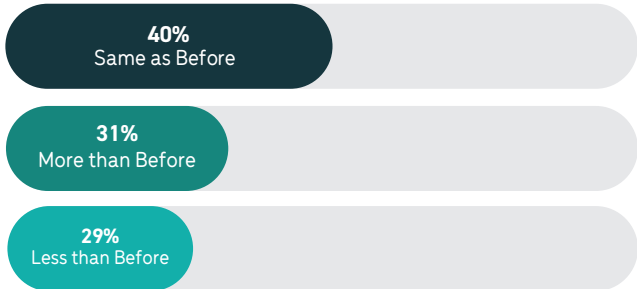 40%
Same as Before
31%
More than Before
29%
Less than Before